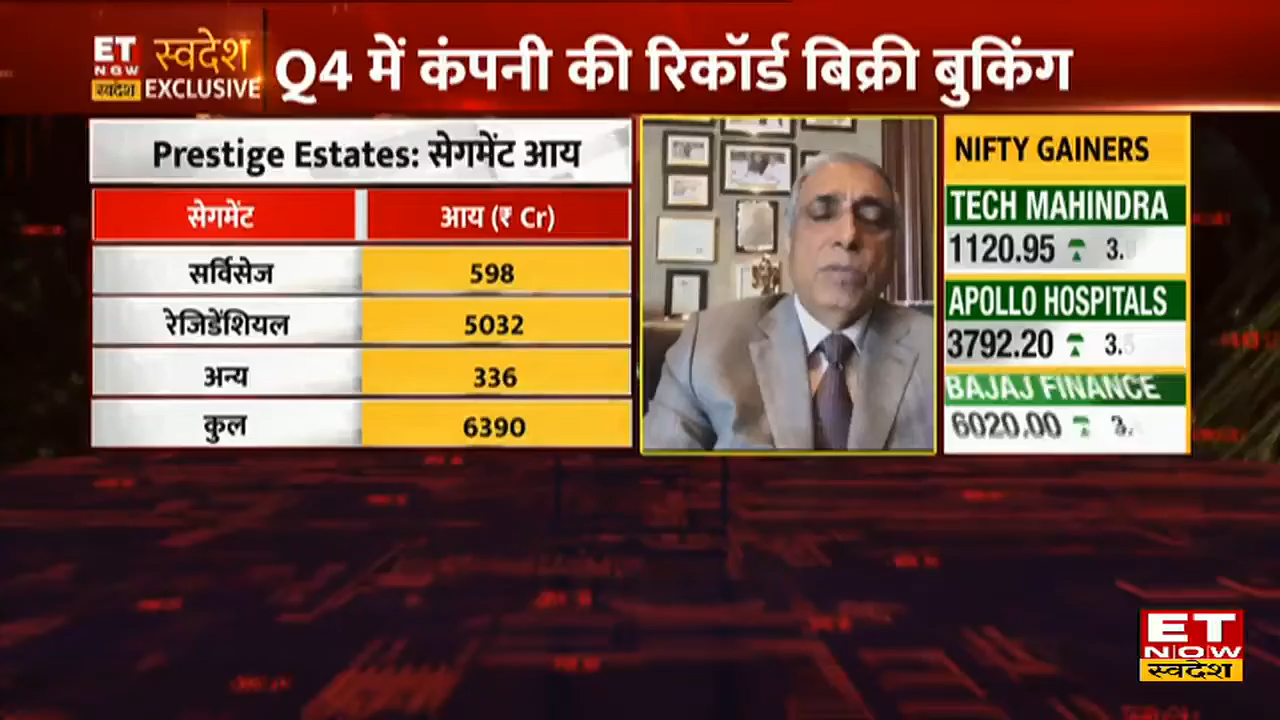 ET NOW स्वदेश स्वदेश EXCLUSIVE
Q4 में कंपनी की रिकॉर्ड बिक्री बुकिंग
Prestige Estates: सेगमेंट आय
सेगमेंट आय (₹ Cr)
सर्विसेज 598
रेजिडेंशियल 5032
अन्य 336
कुल 6390
NIFTY GAINERS
TECH MAHINDRA
1120.95
APOLLO HOSPITALS
3792.20
BAJAJ FINANCE
6020.00
ET
NOW
स्वदेश